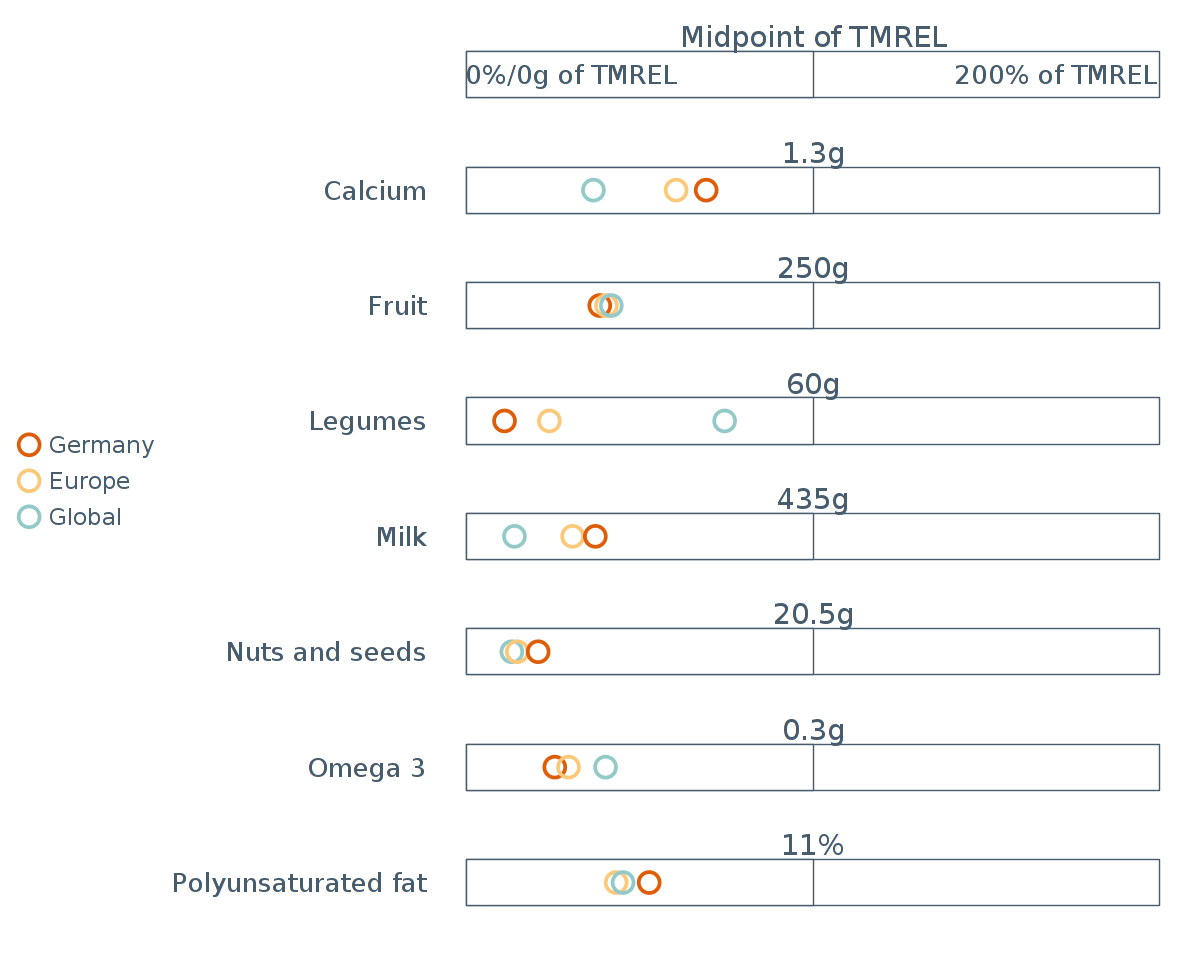 Midpoint of TMREL
0%/0g of TMREL 200% of TMREL
1.3g
Calcium
250g
Fruit
60g
Legumes
435g
Milk
20.5g
Nuts and seeds
0.3g
Omega 3
11%
Polyunsaturated fat
Germany
Europe
Global